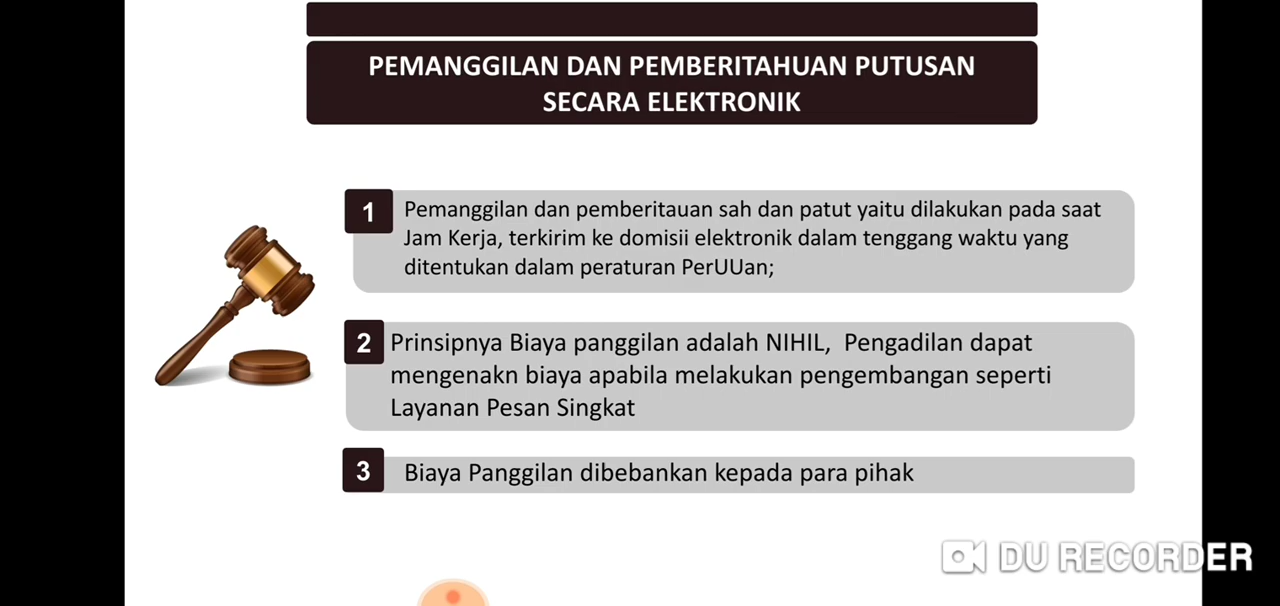 PEMANGGILAN DAN PEMBERITAHUAN PUTUSAN
SECARA ELEKTRONIK
1
Pemanggilan dan pemberitauan sah dan patut yaitu dilakukan pada saat
Jam Kerja, terkirim ke domisii elektronik dalam tenggang waktu yang
ditentukan dalam peraturan PerUUan;
2
Prinsipnya Biaya panggilan adalah NIHIL, Pengadilan dapat
mengenakn biaya apabila melakukan pengembangan seperti
Layanan Pesan Singkat
3
Biaya Panggilan dibebankan kepada para pihak
DU RECORDER